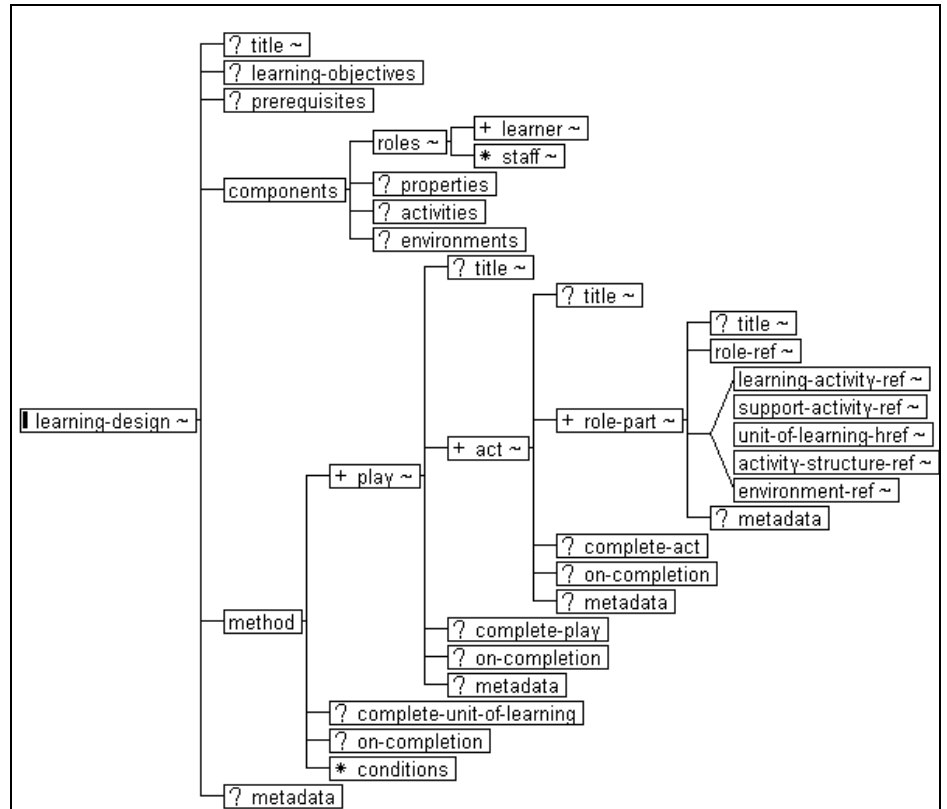 ? title ~
? learning-objectives
? prerequisites
+ learner ~
roles ~
* staff ~
components
? properties
? activities
? environments
? title ~
? title ~
? title ~
role-ref ~
learning-activity-ref ~
support-activity-ref ~
learning-design ~
+ role-part ~
unit-of-learning-href ~
+ act ~
activity-structure-ref ~
+ play ~
environment-ref ~
? metadata
? complete-act
? on-completion
? metadata
method
? complete-play
? on-completion
? metadata
? complete-unit-of-learning
? on-completion
* conditions
? metadata